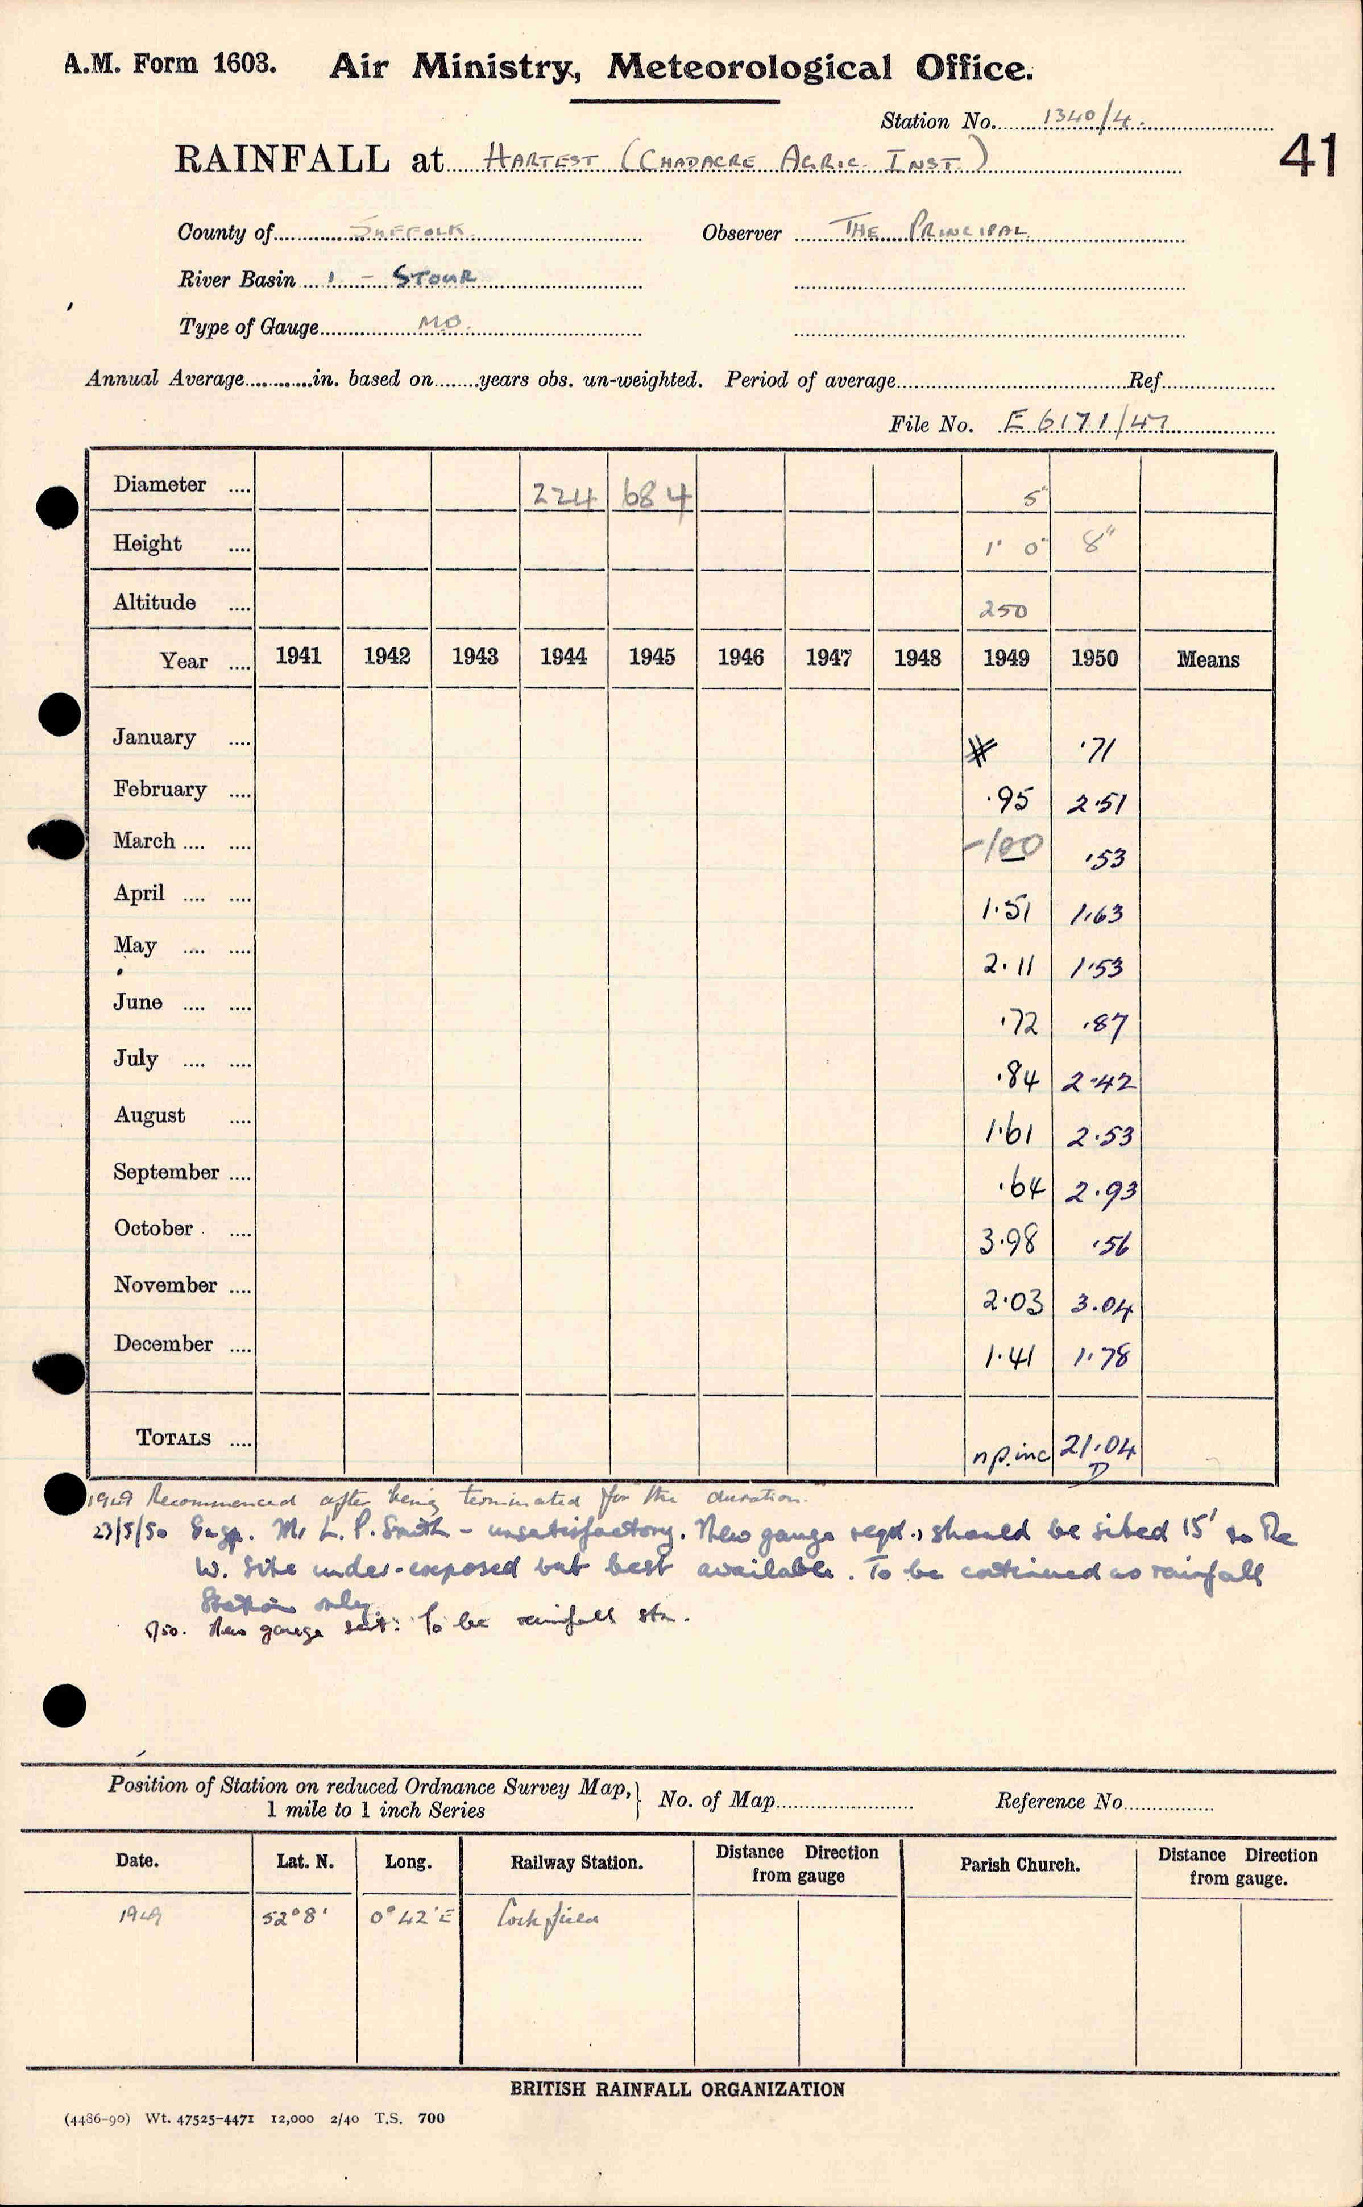 A.M. Form 1603. Air Ministry, Meteorological Office.
Station No. 1340/4.
41
RAINFALL at HARTEST (CHADACRE AGRIC. INST.)
County of SUFFOLK Observer THE PRINCIPAL
River Basin 1 - STOUR
Type of Gauge M.O.
Annual Average in. based on years obs. un-weighted. Period of average Ref
File No. E 6171/47
Diameter 224 684 5"
Height 1' 0" 8"
Altitude 250
Year 1941 1942 1943 1944 1945 1946 1947 1948 1949 1950 Means
January ·71
February ·95 2·51
March -100 ·53
April 1·51 1·63
May 2·11 1·53
June ·72 ·87
July ·84 2·42
August 1·61 2·53
September ·64 2·93
October 3·98 ·56
November 2·03 3·04
December 1·41 1·78
TOTALS 21·04
D
1949 Recommenced after being terminated for the duration.
23/5/50 Insp. Mr L. P. Smith - unsatisfactory. New gauge reqd., should be sited 15' to the
W. Site under-exposed but best available. To be continued as rainfall
Station only.
New gauge sent: To be rainfall stn.
Position of Station on reduced Ordnance Survey Map, 1 mile to 1 inch Series No. of Map Reference No
Date. Lat. N. Long. Railway Station. Distance Direction from gauge Parish Church. Distance Direction from gauge.
1949 52°8' 0°42'E Cockfield
BRITISH RAINFALL ORGANIZATION
(4486-90) Wt. 47525-4471 12,000 2/40 T.S. 700